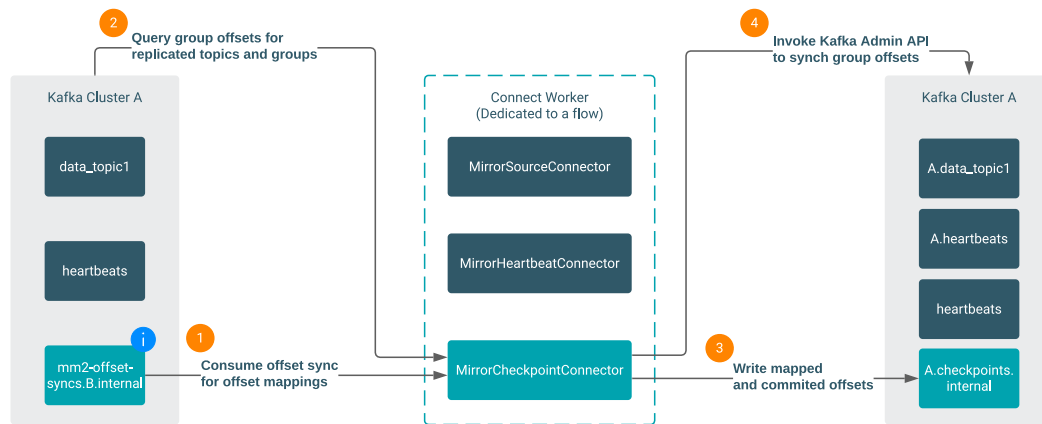 2
Query group offsets for
replicated topics and groups
4
Invoke Kafka Admin API
to synch group offsets
Kafka Cluster A
data_topic1
heartbeats
i
mm2-offset-
syncs.B.internal
1
Consume offset sync
for offset mappings
Connect Worker
(Dedicated to a flow)
MirrorSourceConnector
MirrorHeartbeatConnector
MirrorCheckpointConnector
3
Write mapped
and commited offsets
Kafka Cluster A
A.data_topic1
A.heartbeats
heartbeats
A.checkpoints.
internal